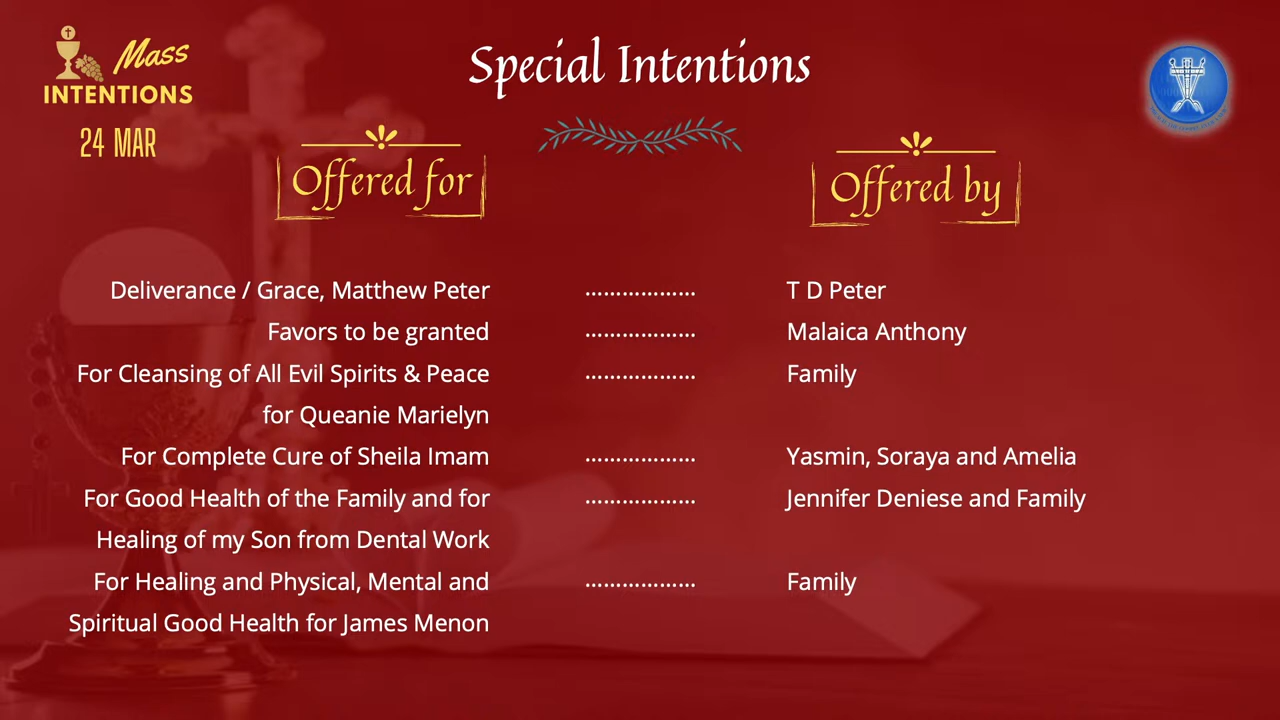 Mass
INTENTIONS
24 MAR
Special Intentions
Offered for
Offered by
Deliverance / Grace, Matthew Peter .................. T D Peter
Favors to be granted .................. Malaica Anthony
For Cleansing of All Evil Spirits & Peace .................. Family
for Queanie Marielyn
For Complete Cure of Sheila Imam .................. Yasmin, Soraya and Amelia
For Good Health of the Family and for .................. Jennifer Deniese and Family
Healing of my Son from Dental Work
For Healing and Physical, Mental and .................. Family
Spiritual Good Health for James Menon